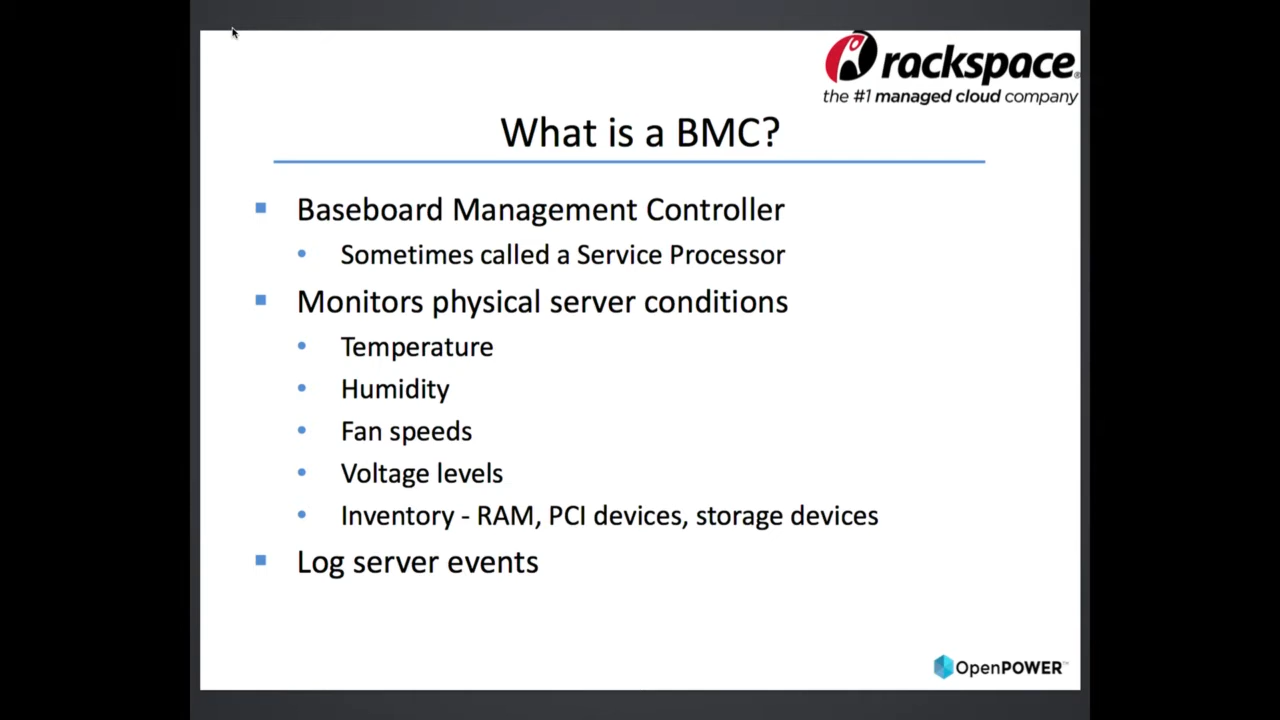 rackspace®
the #1 managed cloud company
What is a BMC?
Baseboard Management Controller
Sometimes called a Service Processor
Monitors physical server conditions
Temperature
Humidity
Fan speeds
Voltage levels
Inventory - RAM, PCI devices, storage devices
Log server events
OpenPOWER™